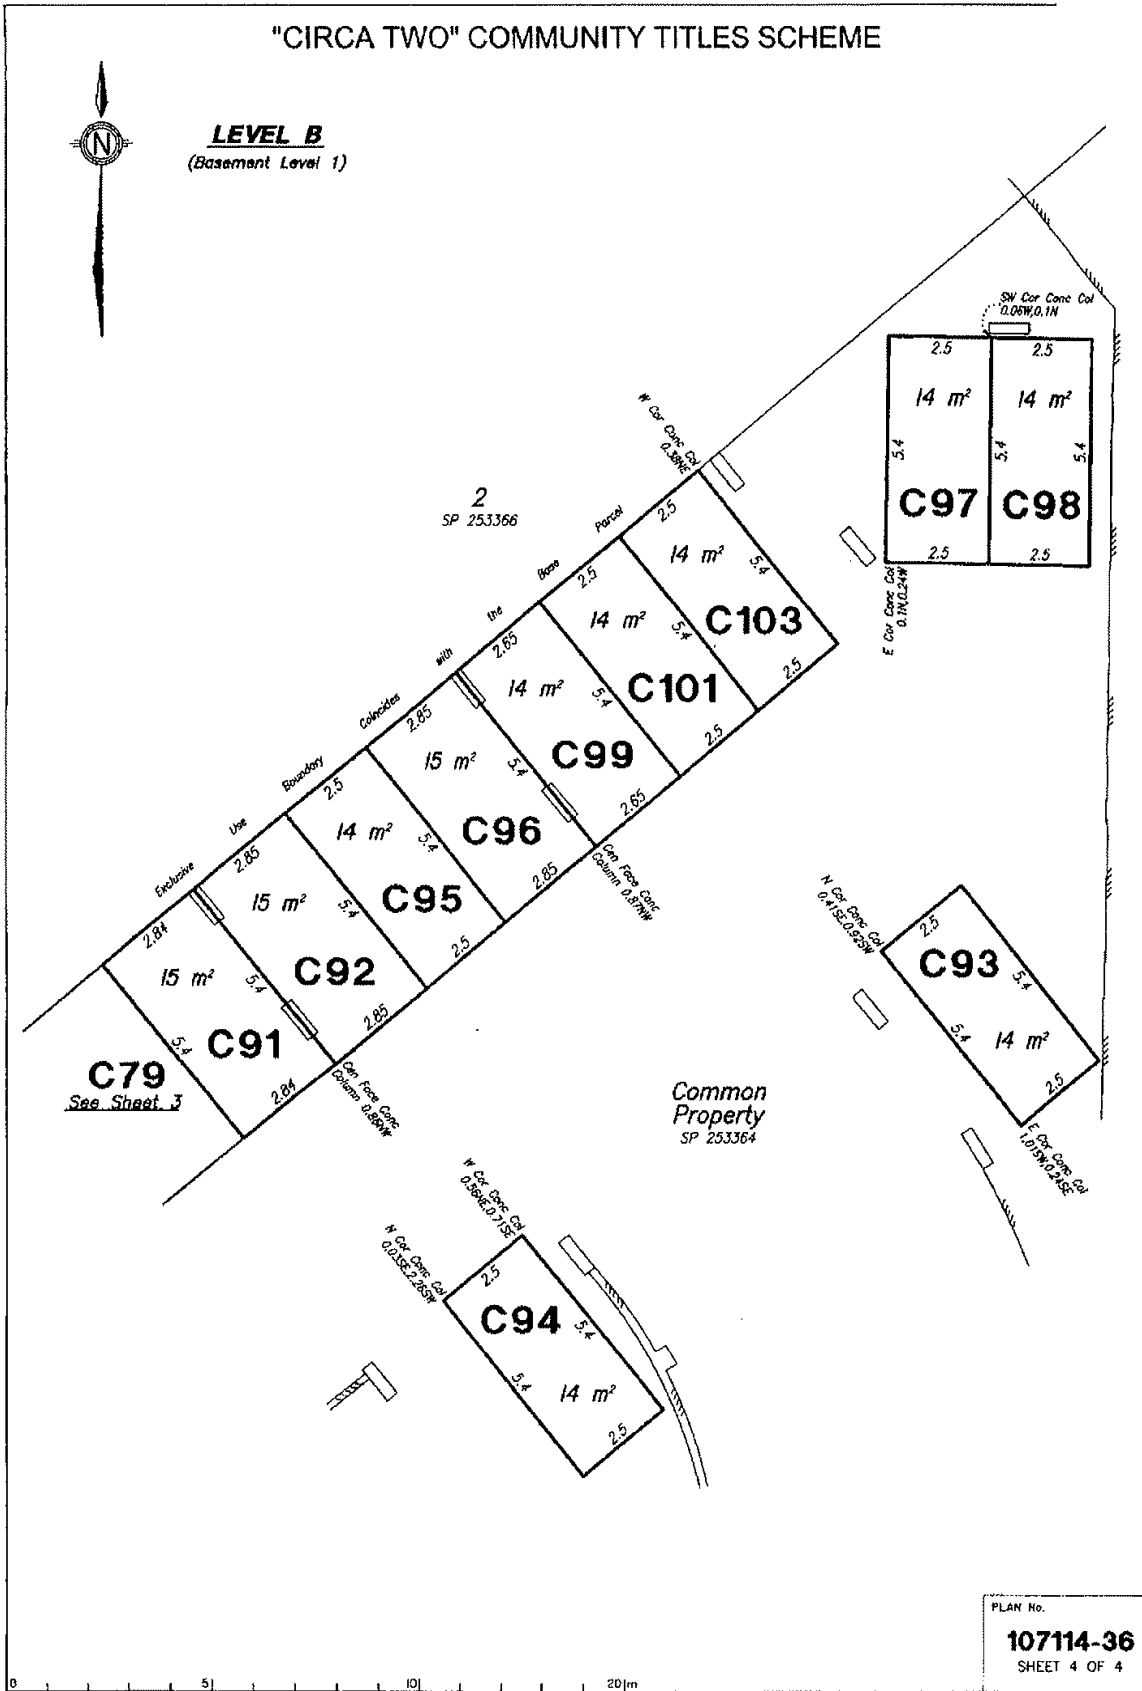 "CIRCA TWO" COMMUNITY TITLES SCHEME
N
LEVEL B
(Basement Level 1)
SW Cor Conc Col
0.06W,0.1N
2.5
2.5
14 m²
14 m²
5.4
5.4
5.4
C97
C98
2.5
2.5
E Cor Conc Col
0.1N,0.24W
W Cor Conc Col
0.38NE
2
SP 253366
Exclusive Use Boundary Coincides with the Base Parcel
2.5
14 m²
5.4
C103
2.5
2.5
14 m²
5.4
C101
2.5
2.65
14 m²
5.4
C99
2.65
2.85
15 m²
5.4
C96
2.85
Cen Face Conc
Column 0.87NW
2.5
14 m²
5.4
C95
2.5
2.85
15 m²
5.4
C92
2.85
2.84
15 m²
5.4
5.4
C91
2.84
Cen Face Conc
Column 0.86NW
C79
See Sheet 3
N Cor Conc Col
0.41SE,0.92SW
2.5
C93
5.4
5.4
14 m²
2.5
E Cor Conc Col
1.01SW,0.24SE
Common
Property
SP 253364
W Cor Conc Col
0.56NE,0.71SE
N Cor Conc Col
0.03SE,2.26SW
2.5
C94
5.4
5.4
14 m²
2.5
PLAN No.
107114-36
SHEET 4 OF 4
0 5 10 20m